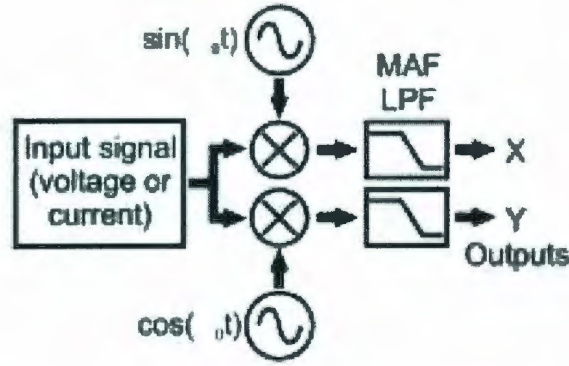 sin( ₀t)
MAF
LPF
Input signal
(voltage or
current)
X
Y
Outputs
cos( ₀t)